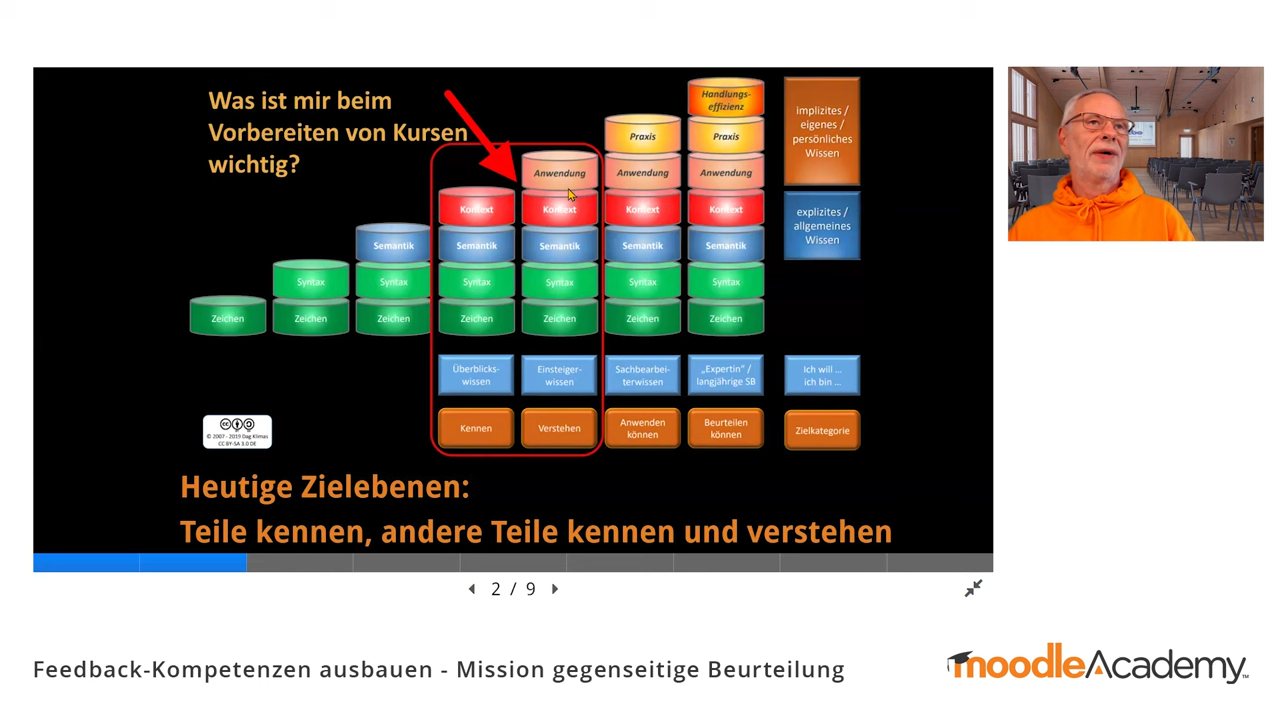 Was ist mir beim
Vorbereiten von Kursen
wichtig?
Handlungs-
effizienz
Praxis
Praxis
Anwendung
Anwendung
Anwendung
Kontext
Kontext
Kontext
Kontext
Semantik
Semantik
Semantik
Semantik
Semantik
Syntax
Syntax
Syntax
Syntax
Syntax
Syntax
Zeichen
Zeichen
Zeichen
Zeichen
Zeichen
Zeichen
Zeichen
implizites /
eigenes /
persönliches
Wissen
explizites /
allgemeines
Wissen
Überblicks-
wissen
Einsteiger-
wissen
Sachbearbei-
terwissen
„Expertin" /
langjährige SB
Ich will ...
ich bin ...
Kennen
Verstehen
Anwenden
können
Beurteilen
können
Zielkategorie
© 2007 - 2019 Dag Klimas
CC BY-SA 3.0 DE
Heutige Zielebenen:
Teile kennen, andere Teile kennen und verstehen
2 / 9
Feedback-Kompetenzen ausbauen - Mission gegenseitige Beurteilung
moodleAcademy™